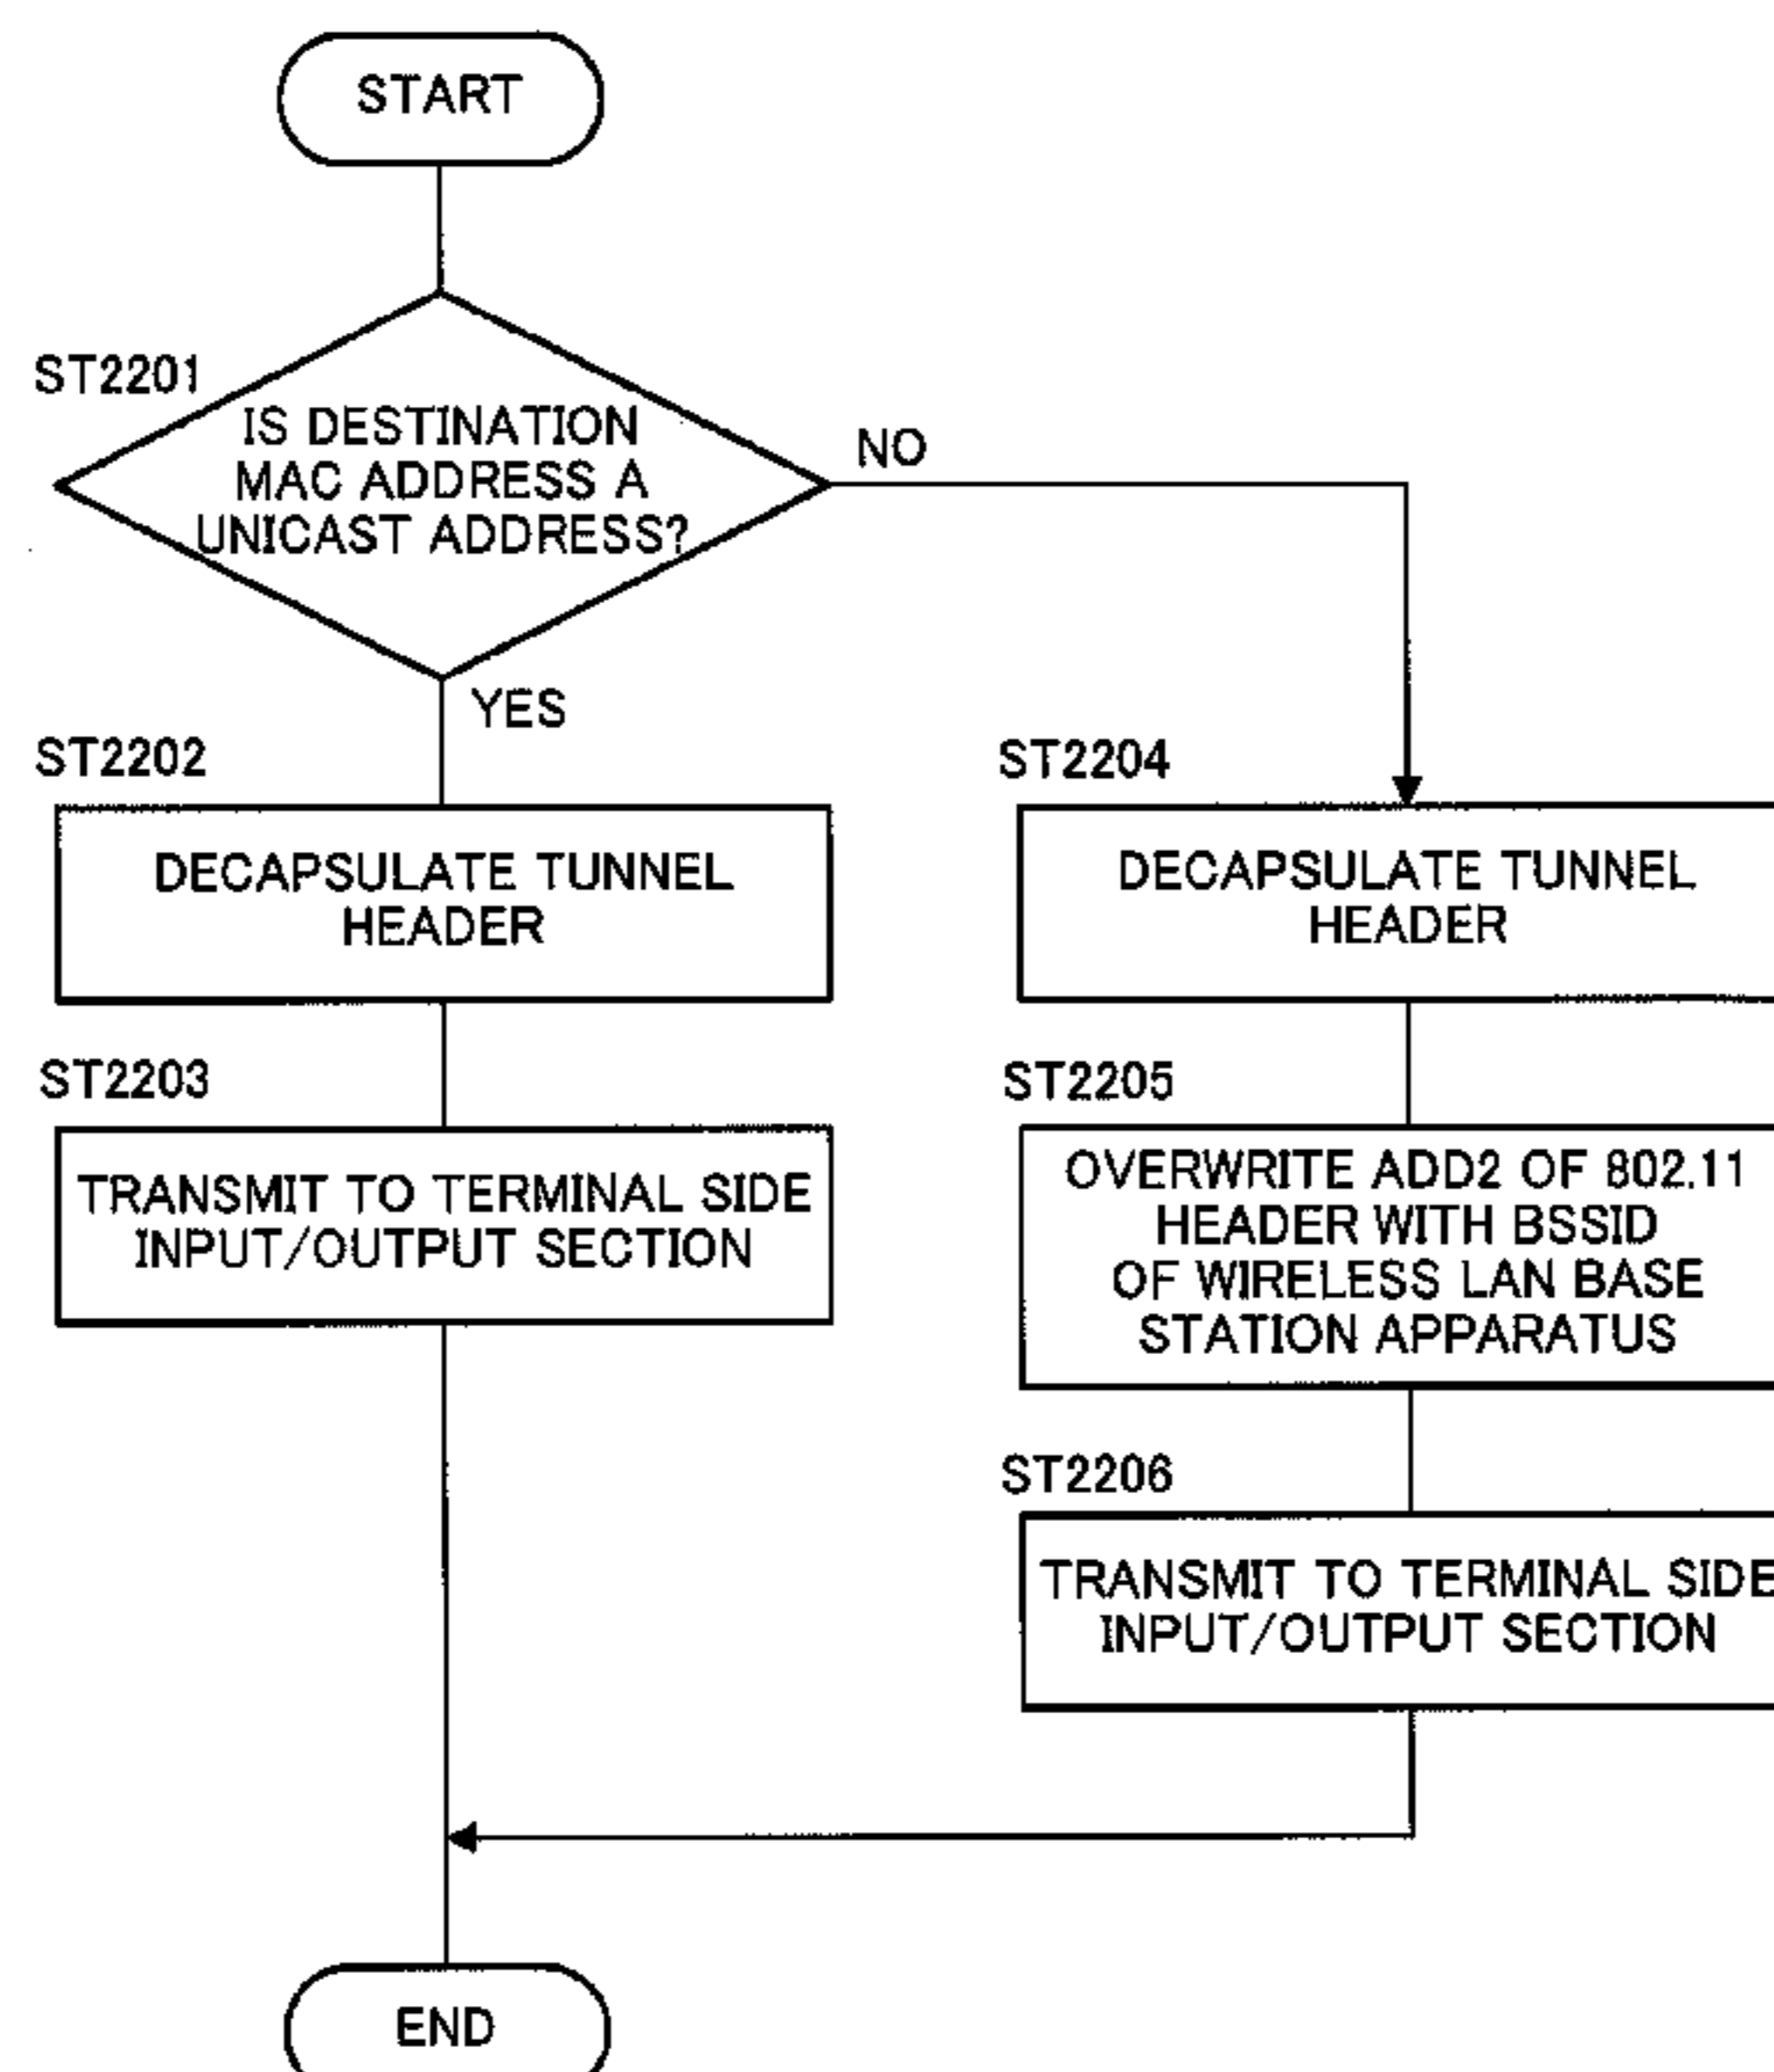 START
ST2201
IS DESTINATION
MAC ADDRESS A
UNICAST ADDRESS?
NO
YES
ST2202
DECAPSULATE TUNNEL
HEADER
ST2203
TRANSMIT TO TERMINAL SIDE
INPUT/OUTPUT SECTION
ST2204
DECAPSULATE TUNNEL
HEADER
ST2205
OVERWRITE ADD2 OF 802.11
HEADER WITH BSSID
OF WIRELESS LAN BASE
STATION APPARATUS
ST2206
TRANSMIT TO TERMINAL SIDE
INPUT/OUTPUT SECTION
END